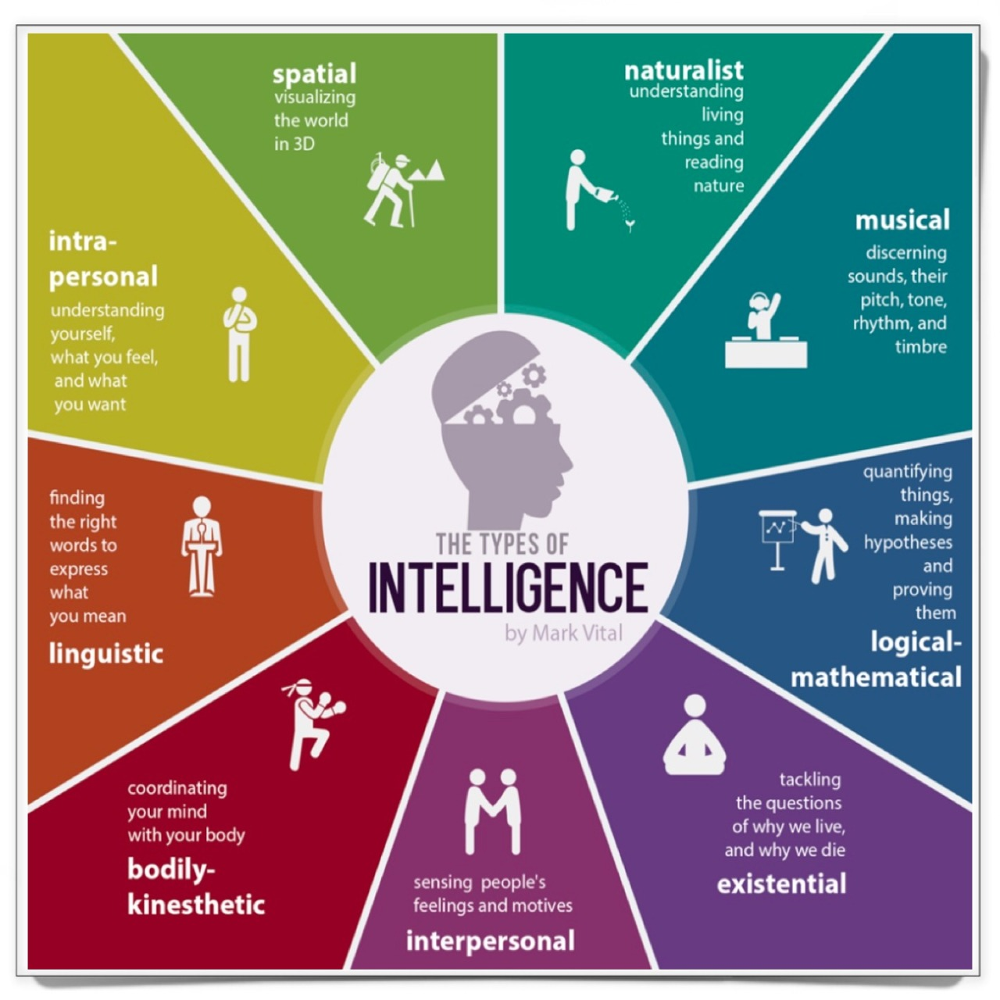 spatial
visualizing
the world
in 3D
naturalist
understanding
living
things and
reading
nature
musical
discerning
sounds, their
pitch, tone,
rhythm, and
timbre
quantifying
things,
making
hypotheses
and
proving
them
logical-
mathematical
tackling
the questions
of why we live,
and why we die
existential
sensing people's
feelings and motives
interpersonal
coordinating
your mind
with your body
bodily-
kinesthetic
finding
the right
words to
express
what
you mean
linguistic
intra-
personal
understanding
yourself,
what you feel,
and what
you want
THE TYPES OF
INTELLIGENCE
by Mark Vital